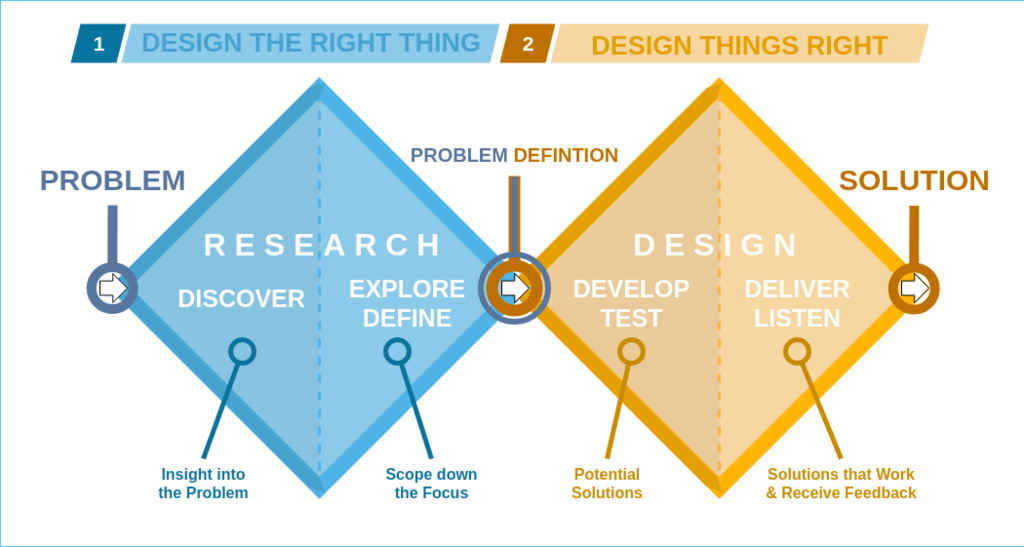 1
DESIGN THE RIGHT THING
2
DESIGN THINGS RIGHT
PROBLEM
PROBLEM DEFINTION
SOLUTION
RESEARCH
DESIGN
DISCOVER
EXPLORE
DEFINE
DEVELOP
TEST
DELIVER
LISTEN
Insight into
the Problem
Scope down
the Focus
Potential
Solutions
Solutions that Work
& Receive Feedback